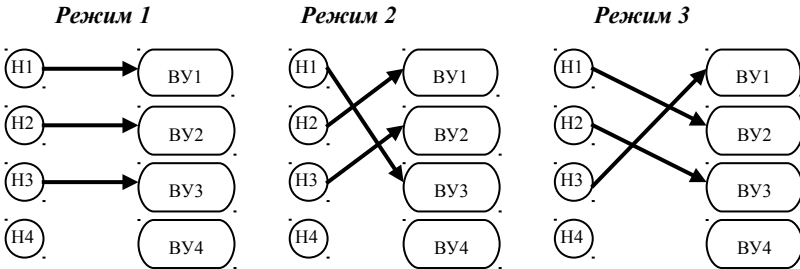 Режим 1 Режим 2 Режим 3
Н1 ВУ1 Н1 ВУ1 Н1 ВУ1
Н2 ВУ2 Н2 ВУ2 Н2 ВУ2
Н3 ВУ3 Н3 ВУ3 Н3 ВУ3
Н4 ВУ4 Н4 ВУ4 Н4 ВУ4